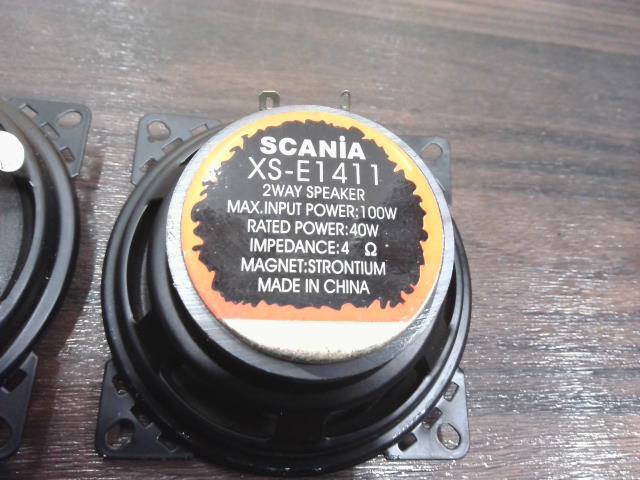 SCANiA
XS-E1411
2WAY SPEAKER
MAX.INPUT POWER:100W
RATED POWER:40W
IMPEDANCE:4 Ω
MAGNET:STRONTIUM
MADE IN CHINA